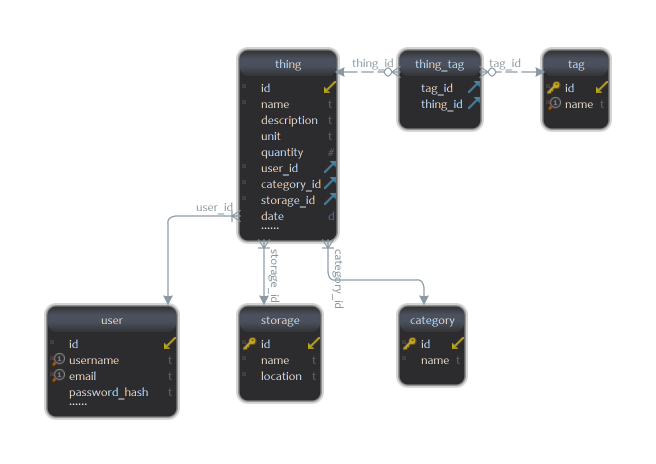 thing
id
name t
description t
unit t
quantity #
user_id
category_id
storage_id
date d
......
thing_id
thing_tag
tag_id
thing_id
tag_id
tag
id
name t
user_id
storage_id
category_id
user
id
username t
email t
password_hash t
......
storage
id
name t
location t
category
id
name t